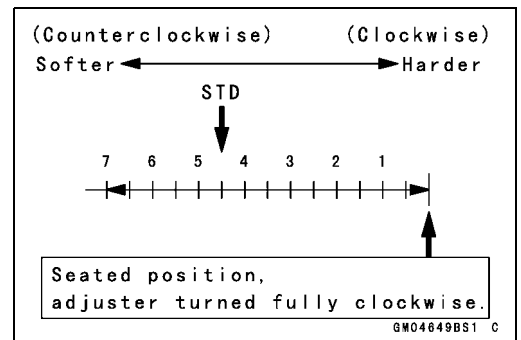 (Counterclockwise) (Clockwise)
Softer Harder
STD
7 6 5 4 3 2 1
Seated position,
adjuster turned fully clockwise.
GM04649BS1 C